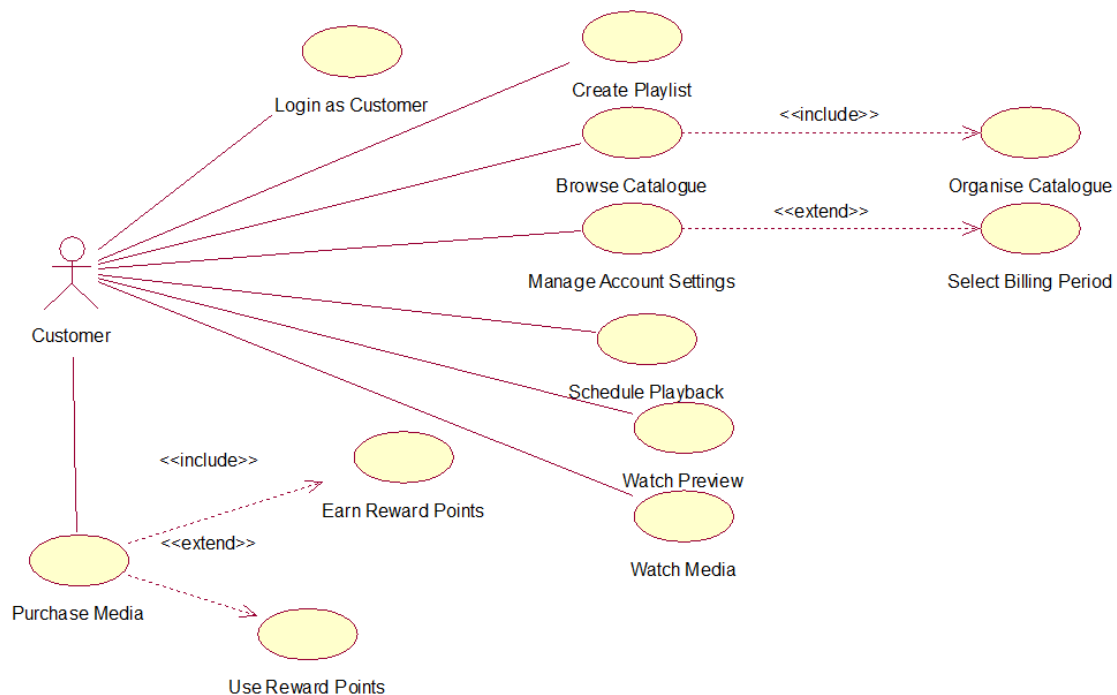 Create Playlist
Login as Customer
<<include>>
Browse Catalogue
Organise Catalogue
<<extend>>
Manage Account Settings
Select Billing Period
Customer
Schedule Playback
<<include>>
Watch Preview
Earn Reward Points
<<extend>>
Watch Media
Purchase Media
Use Reward Points